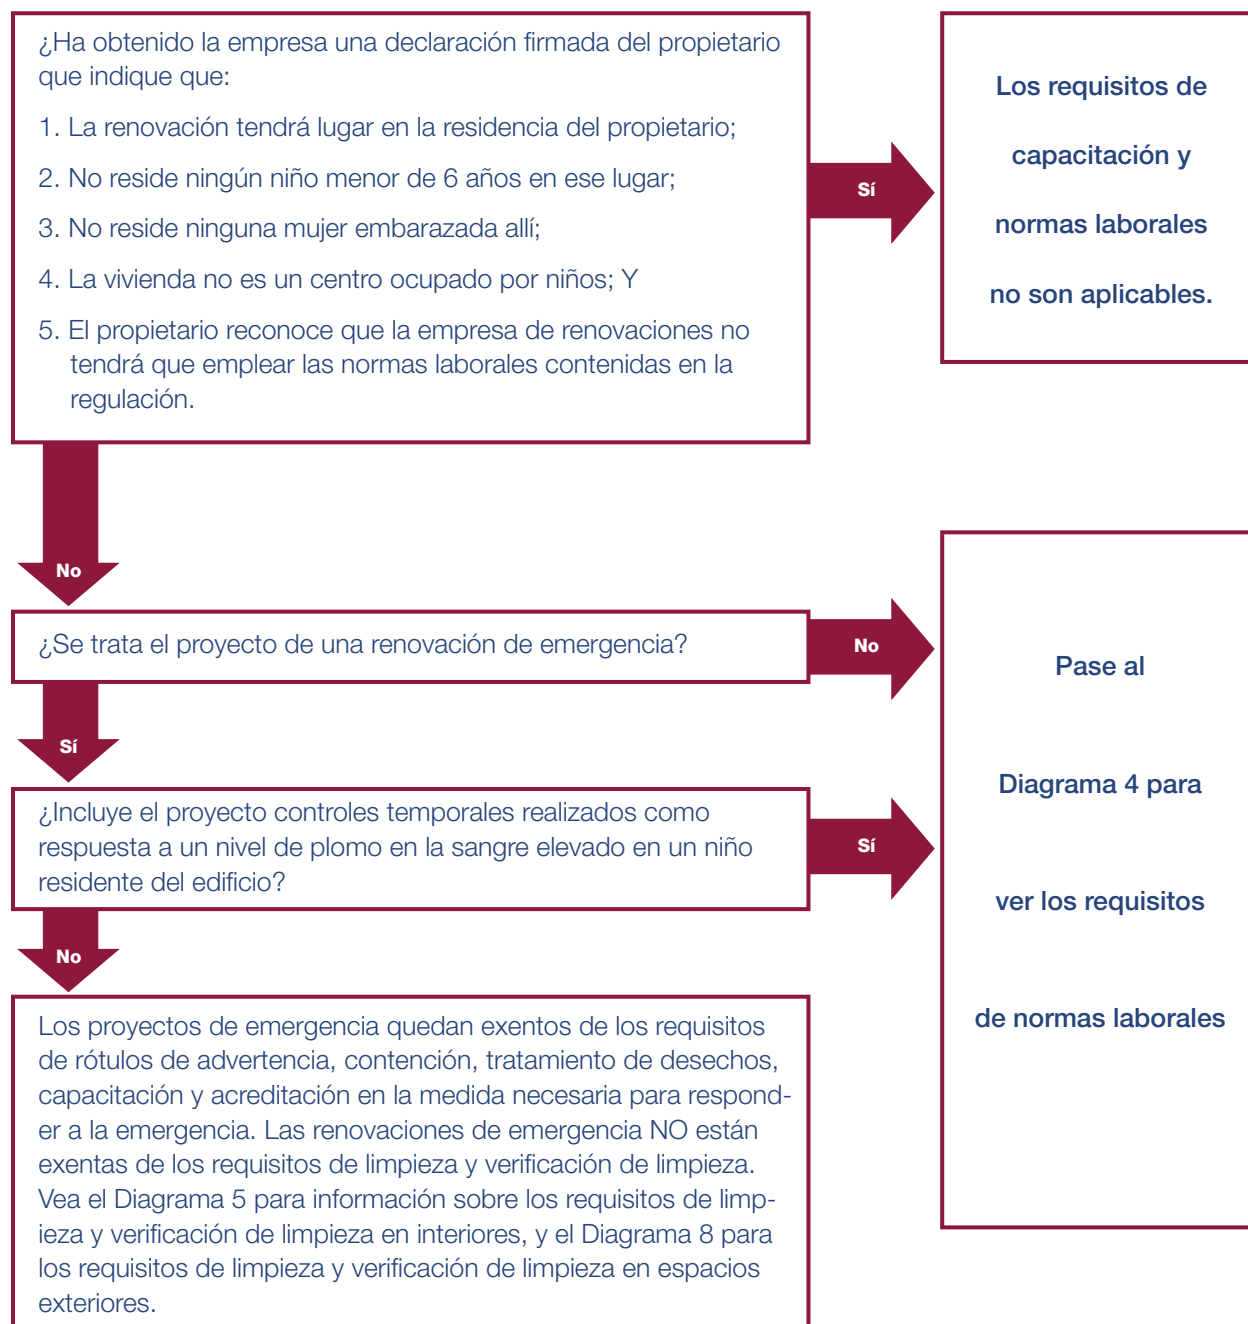 ¿Ha obtenido la empresa una declaración firmada del propietario
que indique que:
1. La renovación tendrá lugar en la residencia del propietario;
2. No reside ningún niño menor de 6 años en ese lugar;
3. No reside ninguna mujer embarazada allí;
4. La vivienda no es un centro ocupado por niños; Y
5. El propietario reconoce que la empresa de renovaciones no
tendrá que emplear las normas laborales contenidas en la
regulación.
Sí
Los requisitos de
capacitación y
normas laborales
no son aplicables.
No
¿Se trata el proyecto de una renovación de emergencia?
No
Sí
¿Incluye el proyecto controles temporales realizados como
respuesta a un nivel de plomo en la sangre elevado en un niño
residente del edificio?
Sí
Pase al
Diagrama 4 para
ver los requisitos
de normas laborales
No
Los proyectos de emergencia quedan exentos de los requisitos
de rótulos de advertencia, contención, tratamiento de desechos,
capacitación y acreditación en la medida necesaria para respond-
er a la emergencia. Las renovaciones de emergencia NO están
exentas de los requisitos de limpieza y verificación de limpieza.
Vea el Diagrama 5 para información sobre los requisitos de limp-
ieza y verificación de limpieza en interiores, y el Diagrama 8 para
los requisitos de limpieza y verificación de limpieza en espacios
exteriores.